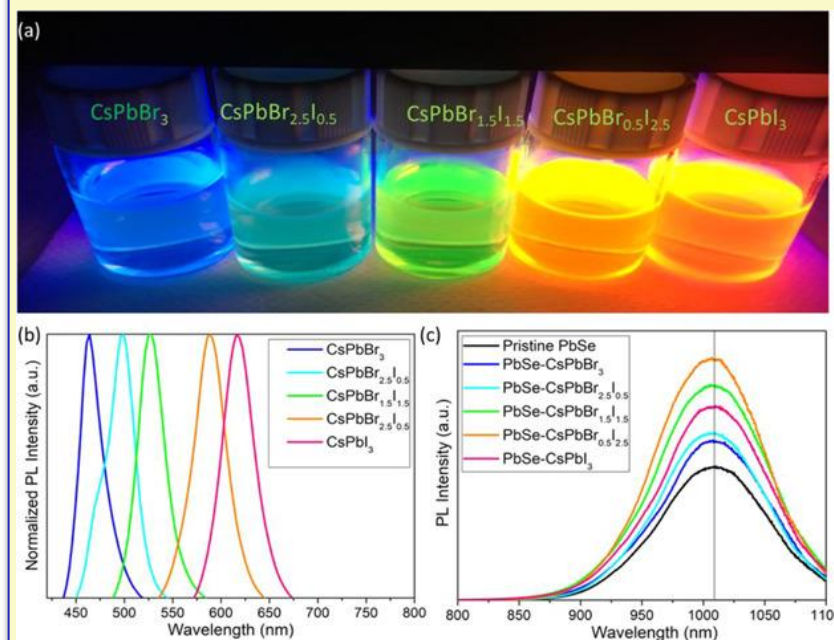 (a)
CsPbBr₃
CsPbBr₂.₅I₀.₅
CsPbBr₁.₅I₁.₅
CsPbBr₀.₅I₂.₅
CsPbI₃
(b)
Normalized PL Intensity (a.u.)
CsPbBr₃
CsPbBr₂.₅I₀.₅
CsPbBr₁.₅I₁.₅
CsPbBr₂.₅I₀.₅
CsPbI₃
450 500 550 600 650 700 750 800
Wavelength (nm)
(c)
PL Intensity (a.u.)
Pristine PbSe
PbSe-CsPbBr₃
PbSe-CsPbBr₂.₅I₀.₅
PbSe-CsPbBr₁.₅I₁.₅
PbSe-CsPbBr₀.₅I₂.₅
PbSe-CsPbI₃
800 850 900 950 1000 1050 110
Wavelength (nm)